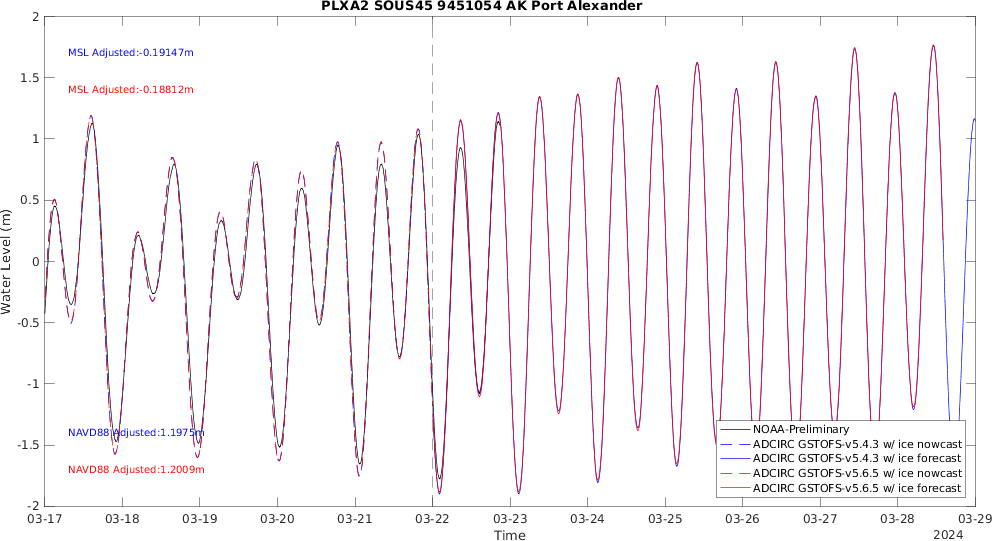 PLXA2 SOUS45 9451054 AK Port Alexander
MSL Adjusted:-0.19147m
MSL Adjusted:-0.18812m
NAVD88 Adjusted:1.1975m
NAVD88 Adjusted:1.2009m
Water Level (m)
2
1.5
1
0.5
0
-0.5
-1
-1.5
-2
NOAA-Preliminary
ADCIRC GSTOFS-v5.4.3 w/ ice nowcast
ADCIRC GSTOFS-v5.4.3 w/ ice forecast
ADCIRC GSTOFS-v5.6.5 w/ ice nowcast
ADCIRC GSTOFS-v5.6.5 w/ ice forecast
03-17 03-18 03-19 03-20 03-21 03-22 03-23 03-24 03-25 03-26 03-27 03-28 03-29
Time
2024